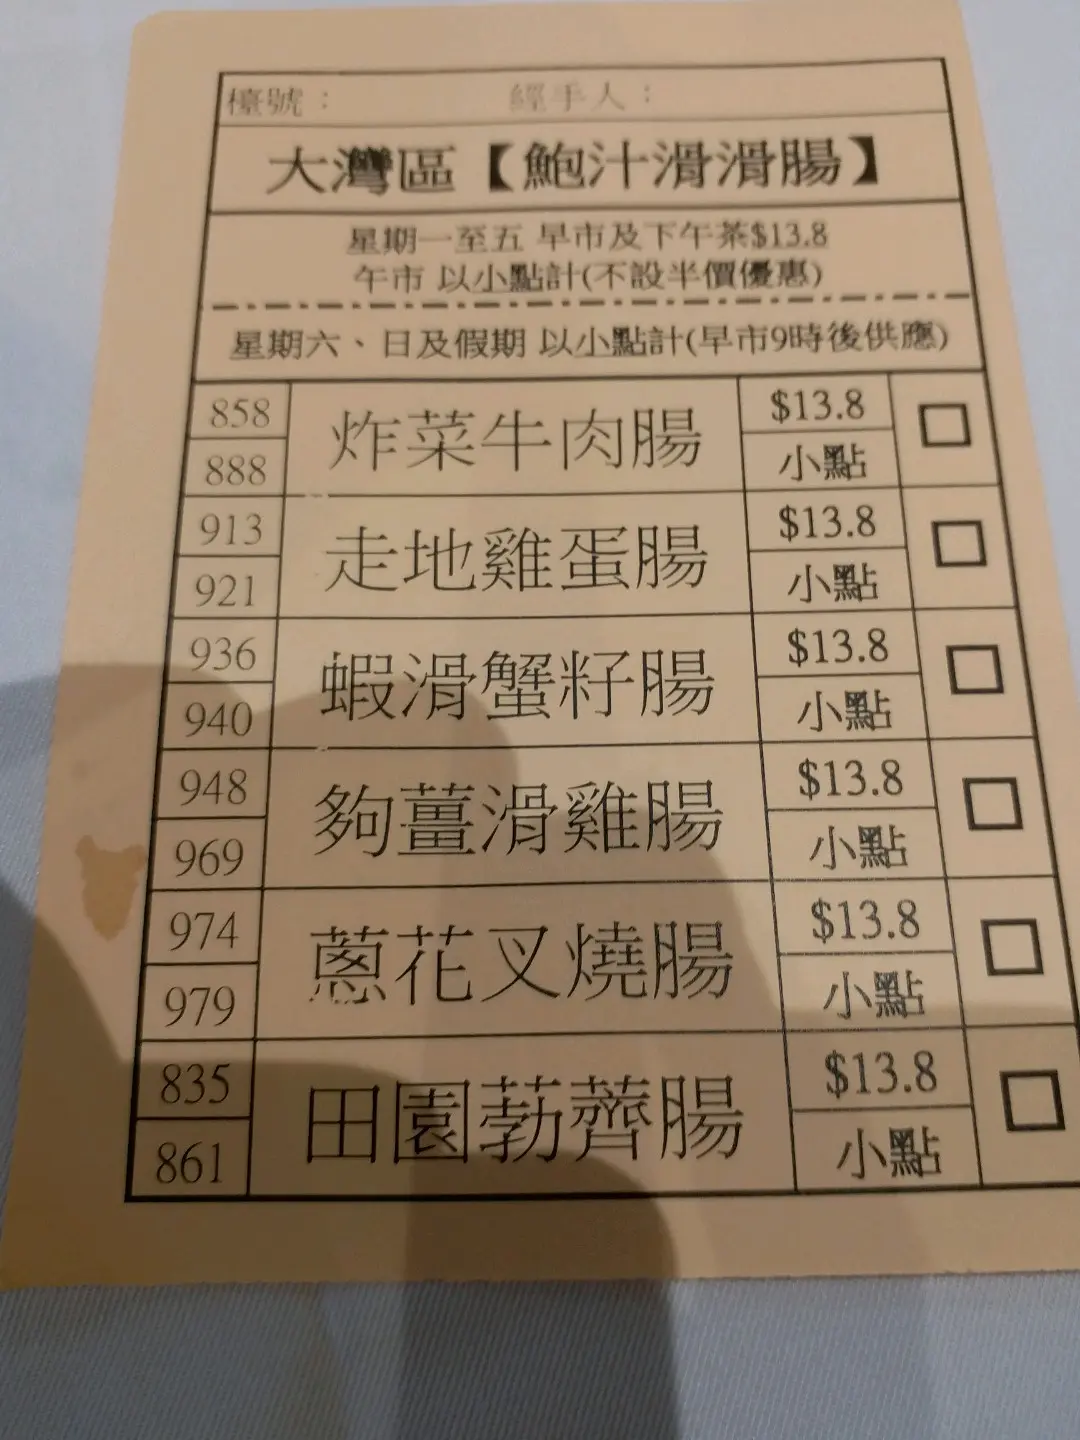 檯號： 經手人：
大灣區【鮑汁滑滑腸】
星期一至五 早市及下午茶$13.8
午市 以小點計(不設半價優惠)
星期六、日及假期 以小點計(早市9時後供應)
858 炸菜牛肉腸 $13.8
888 小點
913 走地雞蛋腸 $13.8
921 小點
936 蝦滑蟹籽腸 $13.8
940 小點
948 夠薑滑雞腸 $13.8
969 小點
974 蔥花叉燒腸 $13.8
979 小點
835 田園葧薺腸 $13.8
861 小點